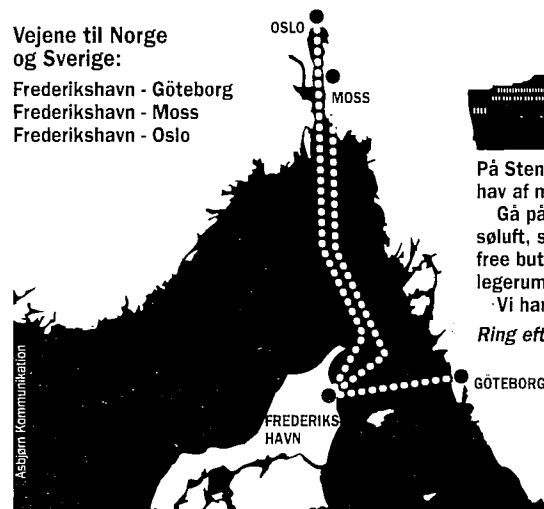 Vejene til Norge
og Sverige:
Frederikshavn - Göteborg
Frederikshavn - Moss
Frederikshavn - Oslo
OSLO
MOSS
På Sten
hav af m
Gå på
søluft, s
free but
legerum
Vi har
Ring eft
GÖTEBORG
FREDERIKS
HAVN
Asbjørn Kommunikation